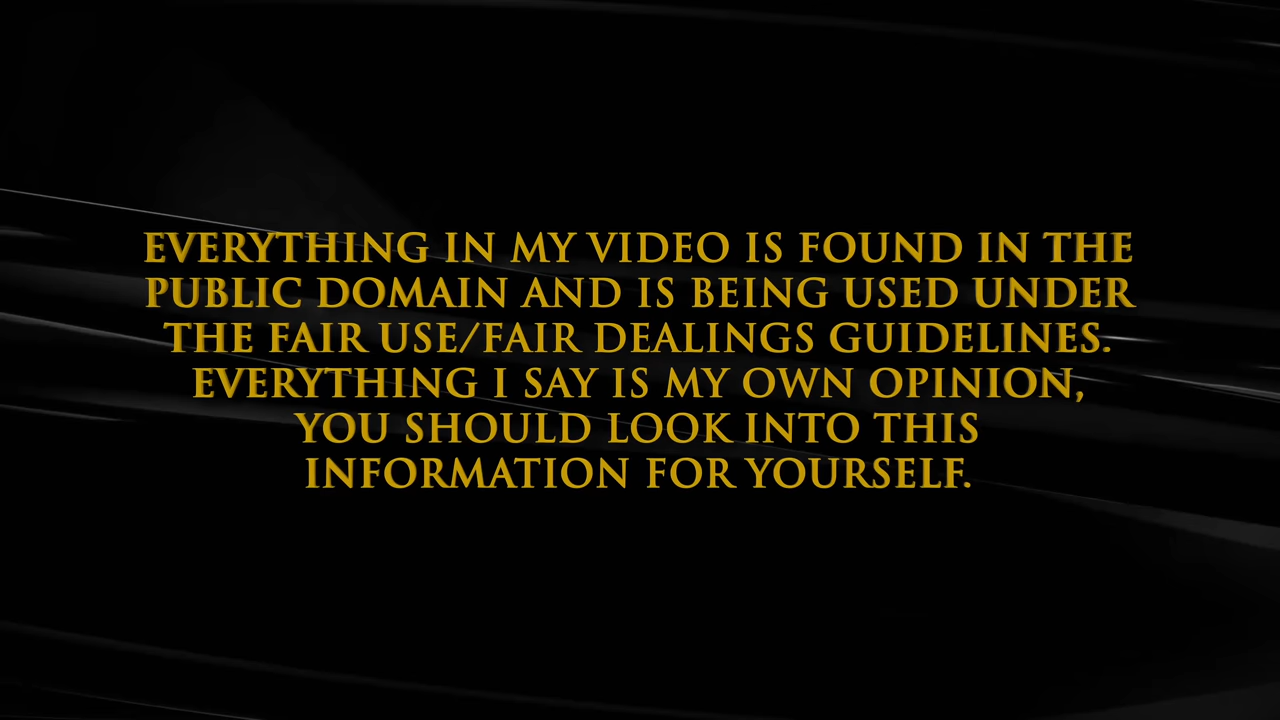 EVERYTHING IN MY VIDEO IS FOUND IN THE
PUBLIC DOMAIN AND IS BEING USED UNDER
THE FAIR USE/FAIR DEALINGS GUIDELINES.
EVERYTHING I SAY IS MY OWN OPINION,
YOU SHOULD LOOK INTO THIS
INFORMATION FOR YOURSELF.